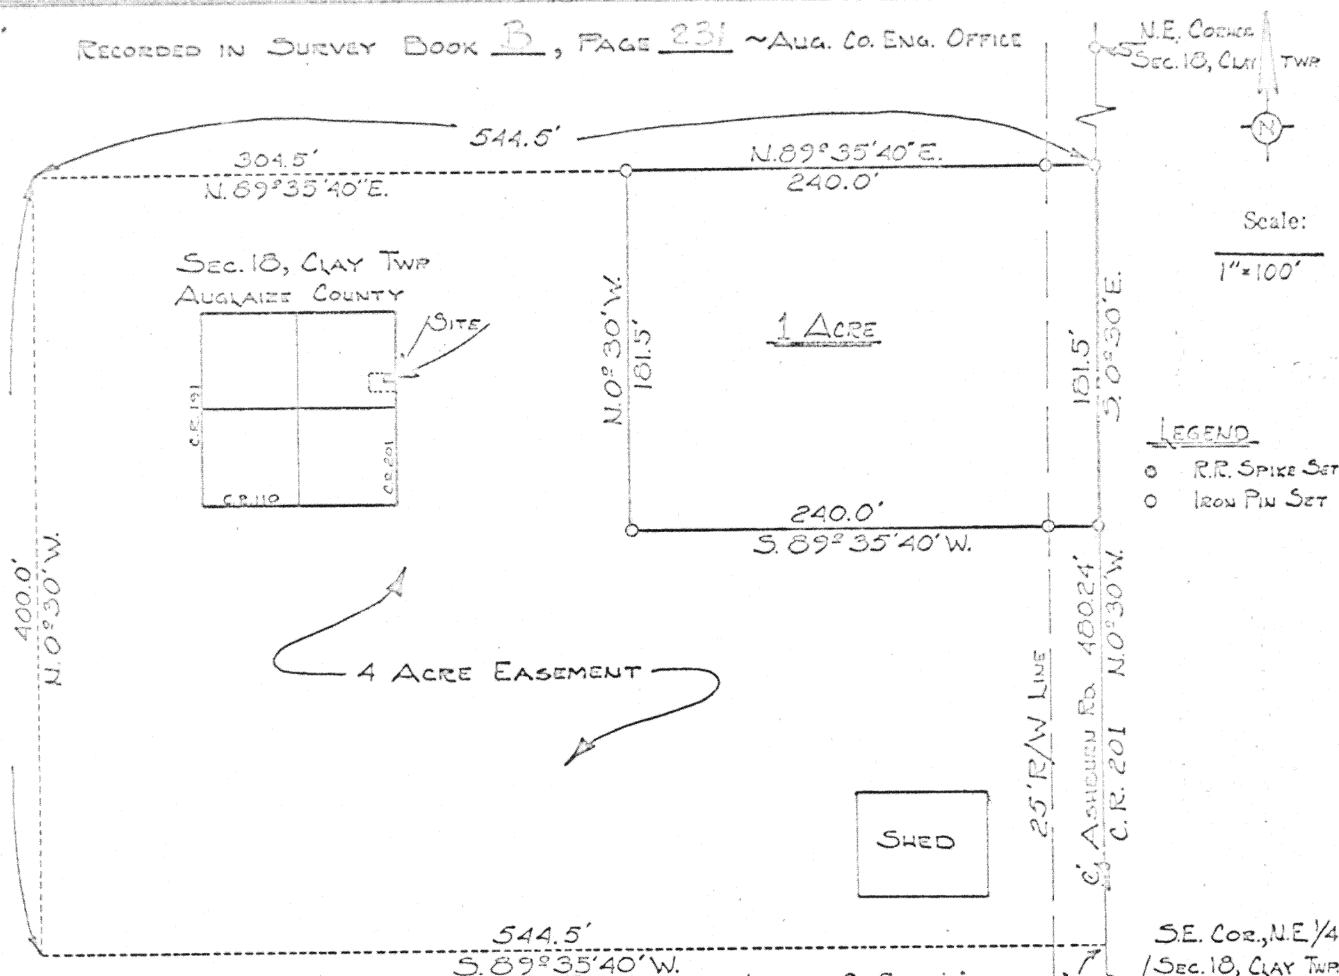 RECORDED IN SURVEY BOOK B, PAGE 231 ~AUG. CO. ENG. OFFICE
N.E. CORNER
SEC. 18, CLAY TWP
544.5'
304.5'
N. 89° 35' 40" E.
N. 89° 35' 40" E.
240.0'
N
Scale:
1"=100'
SEC. 18, CLAY TWP
AUGLAIZE COUNTY
SITE
C.R. 191
C.R. 201
C.R. 110
N. 0° 30' W.
181.5'
1 ACRE
181.5'
S. 0° 30' E.
LEGEND
R.R. SPIKE SET
IRON PIN SET
240.0'
S. 89° 35' 40" W.
400.0'
N. 0° 30' W.
4 ACRE EASEMENT
25' R/W LINE
ASHBURN RD. 480.24'
C.R. 201 N. 0° 30' W.
SHED
544.5'
S. 89° 35' 40" W.
S.E. COR., N.E. 1/4
SEC. 18, CLAY TWP